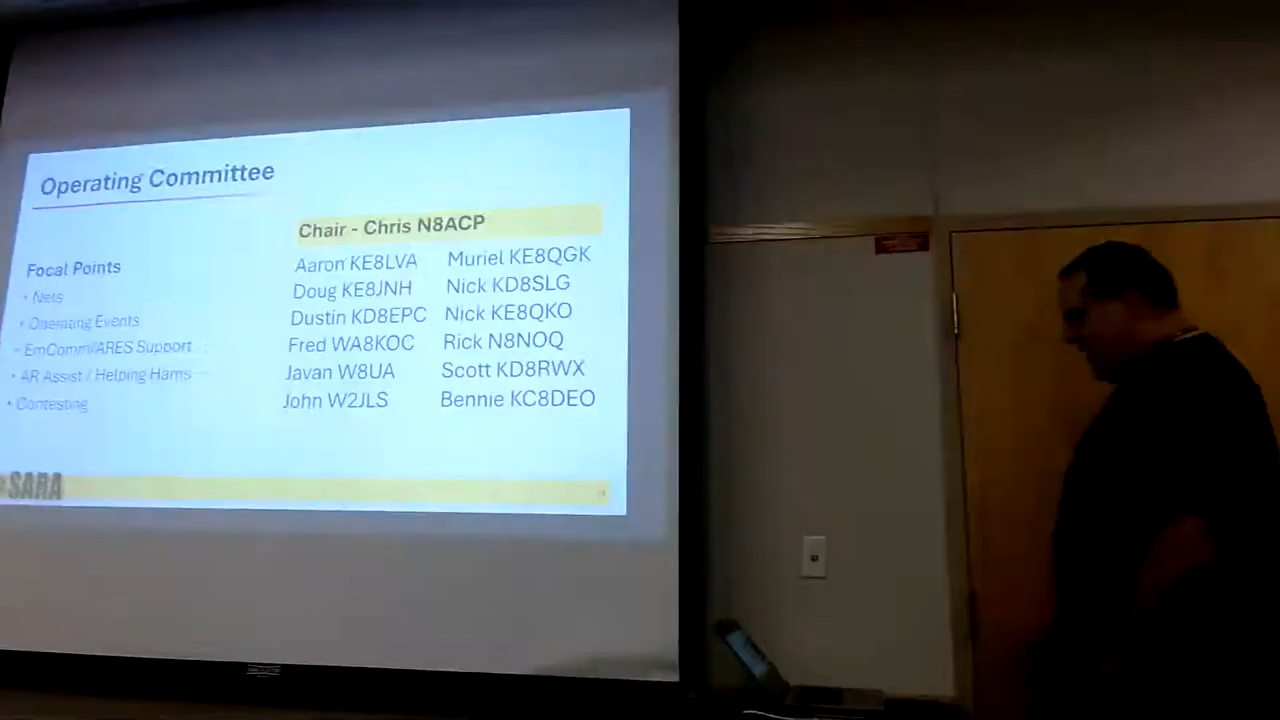 Operating Committee
Chair - Chris N8ACP
Focal Points
• Nets
• Operating Events
• EmComm/ARES Support
• AR Assist / Helping Hams
• Contesting
Aaron KE8LVA
Doug KE8JNH
Dustin KD8EPC
Fred WA8KOC
Javan W8UA
John W2JLS
Muriel KE8QGK
Nick KD8SLG
Nick KE8QKO
Rick N8NOQ
Scott KD8RWX
Bennie KC8DEO
SARA